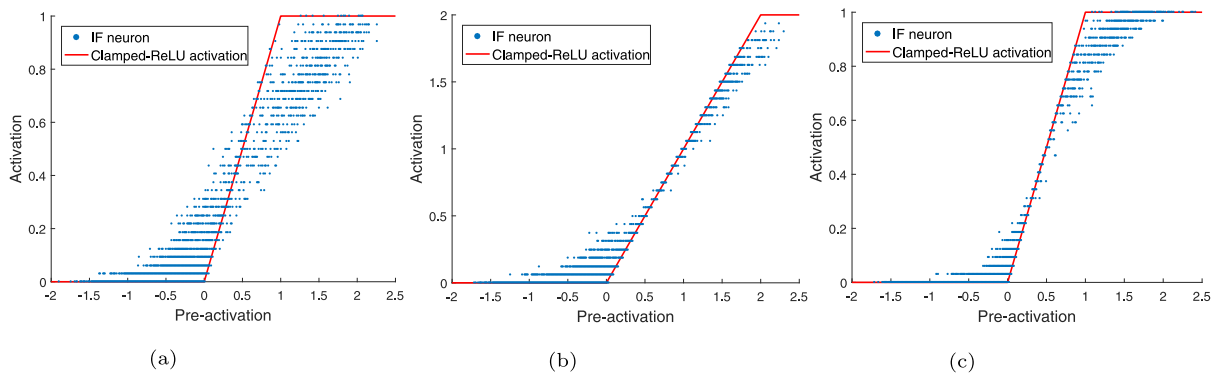 1
0.8
0.6
0.4
0.2
0
-2 -1.5 -1 -0.5 0 0.5 1 1.5 2 2.5
Activation
Pre-activation
IF neuron
Clamped-ReLU activation
(a)
2
1.5
1
0.5
0
-2 -1.5 -1 -0.5 0 0.5 1 1.5 2 2.5
Activation
Pre-activation
IF neuron
Clamped-ReLU activation
(b)
1
0.8
0.6
0.4
0.2
0
-2 -1.5 -1 -0.5 0 0.5 1 1.5 2 2.5
Activation
Pre-activation
IF neuron
Clamped-ReLU activation
(c)